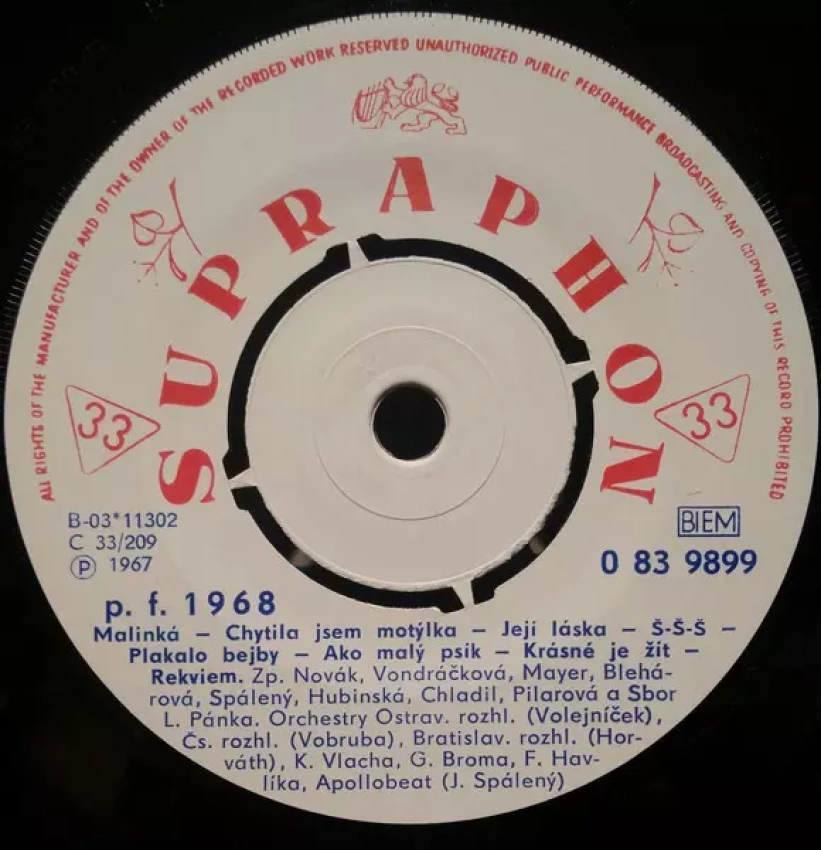 ALL RIGHTS OF THE MANUFACTURER AND OF THE OWNER OF THE RECORDED WORK RESERVED UNAUTHORIZED PUBLIC PERFORMANCE BROADCASTING AND COPYING OF THIS RECORD PROHIBITED
SUPRAPHON
33
33
B-03*11302
C 33/209
Ⓟ 1967
BIEM
0 83 9899
p. f. 1968
Malinká – Chytila jsem motýlka – Její láska – Š-Š-Š –
Plakalo bejby – Ako malý psík – Krásné je žít –
Rekviem. Zp. Novák, Vondráčková, Mayer, Blehá-
rová, Spálený, Hubinská, Chladil, Pilarová a Sbor
L. Pánka. Orchestry Ostrav. rozhl. (Volejníček),
Čs. rozhl. (Vobruba), Bratislav. rozhl. (Hor-
váth), K. Vlacha, G. Broma, F. Hav-
líka, Apollobeat (J. Spálený)